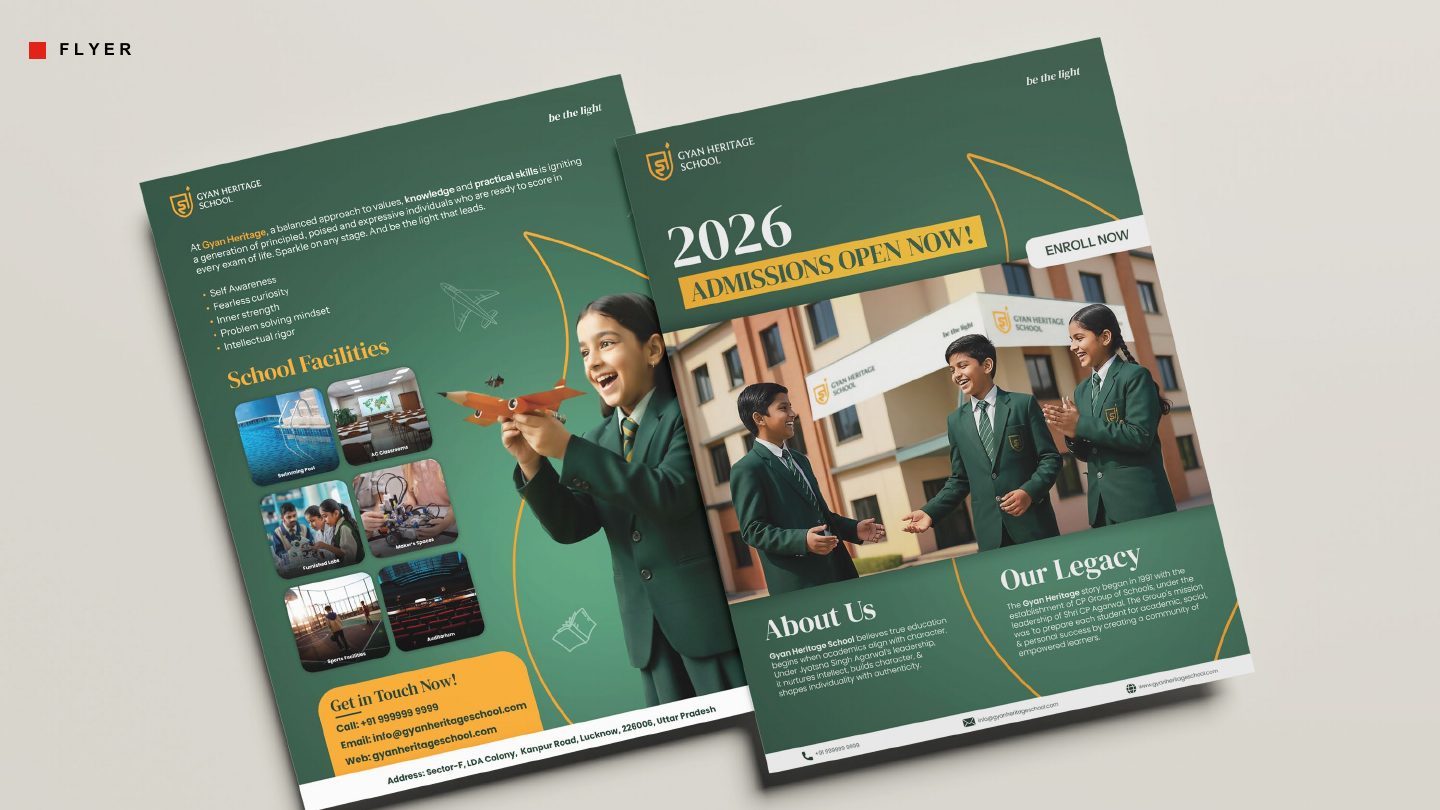 FLYER
be the light
GYAN HERITAGE
SCHOOL
At Gyan Heritage, a balanced approach to values, knowledge and practical skills is igniting
a generation of principled, poised and expressive individuals who are ready to score in
every exam of life. Sparkle on any stage. And be the light that leads.
• Self Awareness
• Fearless curiosity
• Inner strength
• Problem solving mindset
• Intellectual rigor
School Facilities
Swimming Pool
AC Classrooms
Furnished Labs
Maker's Spaces
Sports Facilities
Auditorium
Get in Touch Now!
Call: +91 999999 9999
Email: info@gyanheritageschool.com
Web: gyanheritageschool.com
Address: Sector-F, LDA Colony, Kanpur Road, Lucknow, 226006, Uttar Pradesh
be the light
GYAN HERITAGE
SCHOOL
2026
ADMISSIONS OPEN NOW!
ENROLL NOW
be the light
GYAN HERITAGE
SCHOOL
GYAN HERITAGE
SCHOOL
About Us
Gyan Heritage School believes true education
begins when academics align with character.
Under Jyotsna Singh Agarwal's leadership,
it nurtures intellect, builds character, &
shapes individuality with authenticity.
Our Legacy
The Gyan Heritage story began in 1991 with the
establishment of CP Group of Schools, under the
leadership of Shri CP Agarwal. The Group's mission
was 'to prepare each student for academic, social,
& personal success by creating a community of
empowered learners.
+91 999999 9999
info@gyanheritageschool.com
www.gyanheritageschool.com